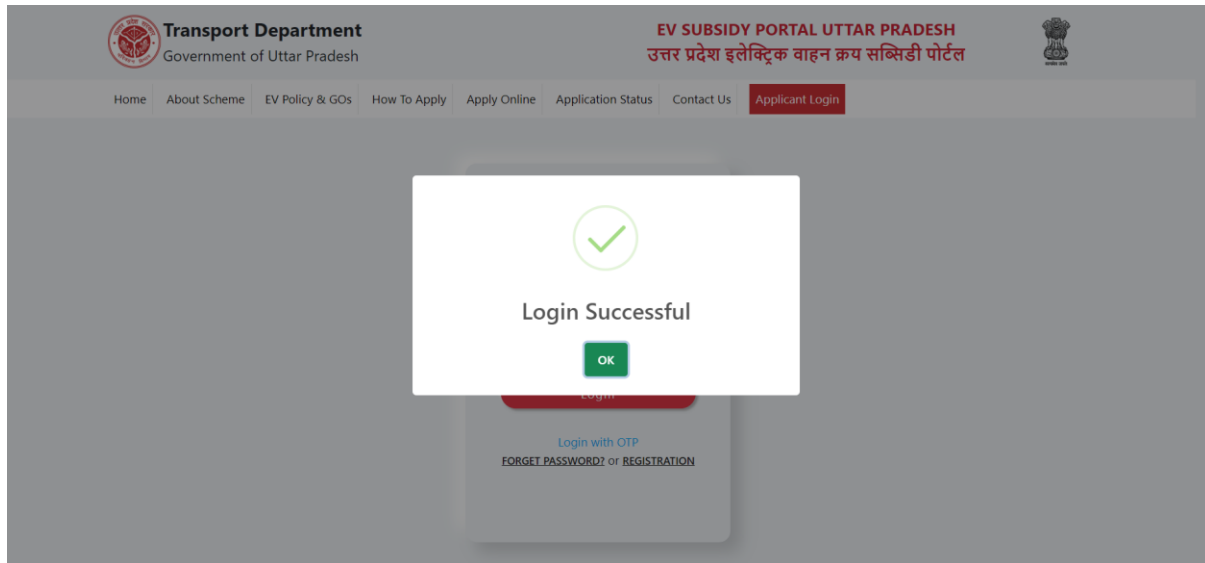 Transport Department
Government of Uttar Pradesh
EV SUBSIDY PORTAL UTTAR PRADESH
उत्तर प्रदेश इलेक्ट्रिक वाहन क्रय सब्सिडी पोर्टल
Home About Scheme EV Policy & GOs How To Apply Apply Online Application Status Contact Us Applicant Login
Login Successful
OK
Login
Login with OTP
FORGET PASSWORD? or REGISTRATION